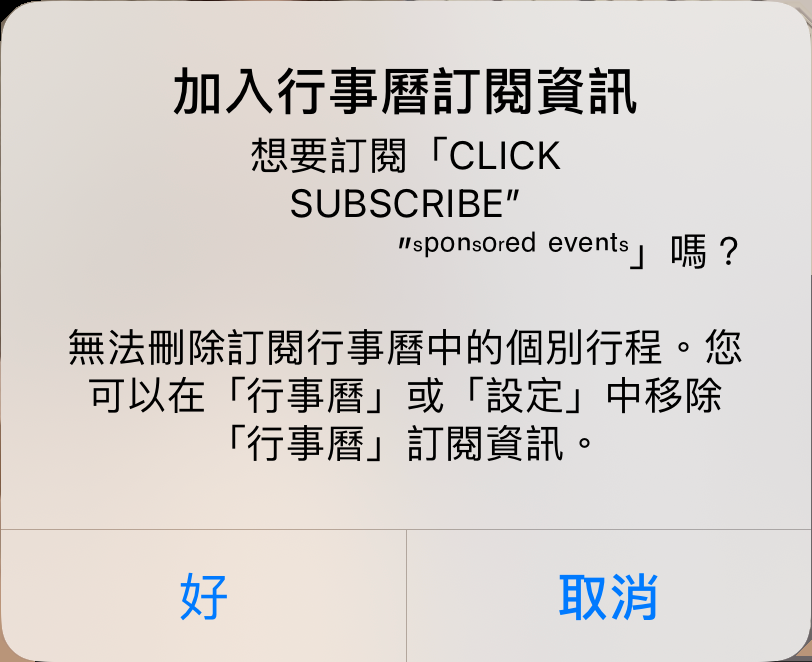 加入行事曆訂閱資訊
想要訂閱「CLICK
SUBSCRIBE”
”ˢᵖᵒⁿˢᵒʳᵉᵈ ᵉᵛᵉⁿᵗˢ」嗎？
無法刪除訂閱行事曆中的個別行程。您
可以在「行事曆」或「設定」中移除
「行事曆」訂閱資訊。
好
取消